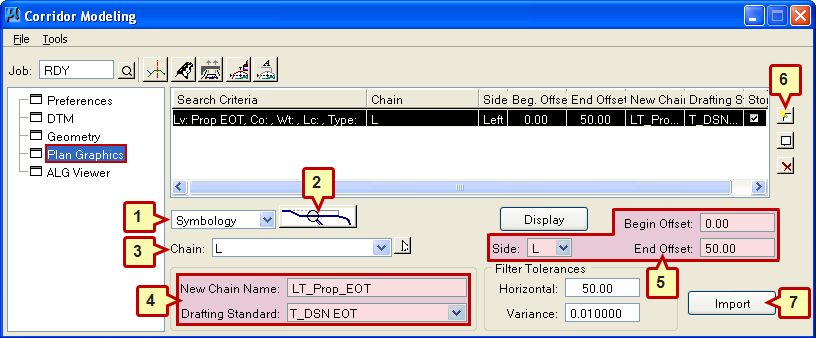 Corridor Modeling
File Tools
Job: RDY
6
Preferences
DTM
Geometry
Plan Graphics
ALG Viewer
Search Criteria Chain Side Beg. Offse End Offset New Chain Drafting S Stor
Lv: Prop EOT, Co: , Wt: , Lc: , Type: L Left 0.00 50.00 LT_Pro... T_DSN...
1
2
Symbology
Display
Begin Offset: 0.00
3
Chain: L
Side: L
End Offset: 50.00
4
New Chain Name: LT_Prop_EOT
Drafting Standard: T_DSN EOT
Filter Tolerances
5
Horizontal: 50.00
Variance: 0.010000
Import
7